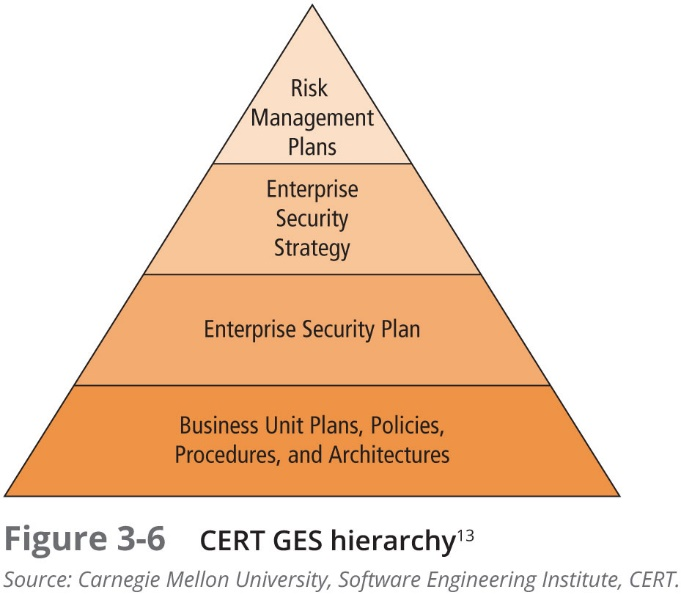 Risk
Management
Plans
Enterprise
Security
Strategy
Enterprise Security Plan
Business Unit Plans, Policies,
Procedures, and Architectures
Figure 3-6 CERT GES hierarchy13
Source: Carnegie Mellon University, Software Engineering Institute, CERT.